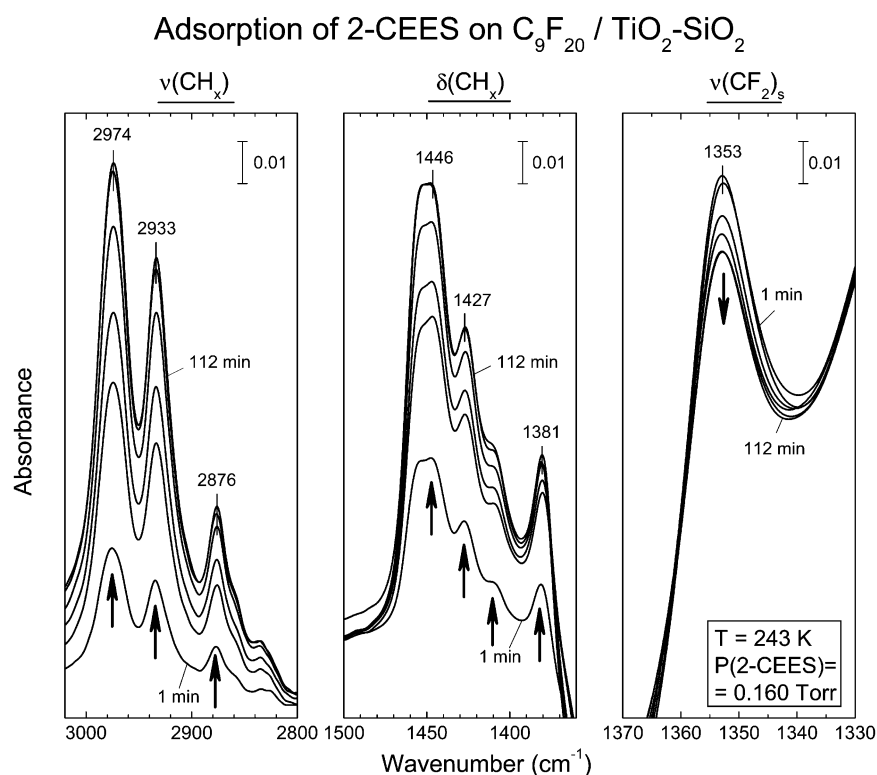 Adsorption of 2-CEES on C₉F₂₀ / TiO₂-SiO₂
ν(CHₓ)
δ(CHₓ)
ν(CF₂)ₛ
2974
0.01
2933
112 min
2876
1 min
3000 2900 2800
1446
0.01
1427
112 min
1381
1 min
1500 1450 1400
1353
0.01
1 min
112 min
T = 243 K
P(2-CEES)=
= 0.160 Torr
1370 1360 1350 1340 1330
Absorbance
Wavenumber (cm⁻¹)